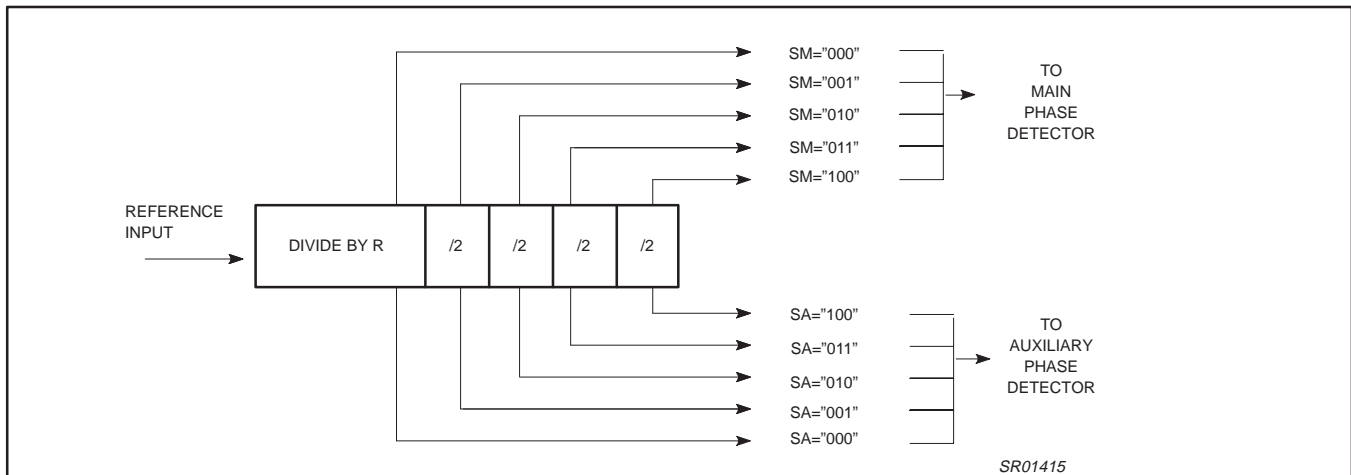 SM=”000”
SM=”001”
SM=”010”
SM=”011”
SM=”100”
TO
MAIN
PHASE
DETECTOR
REFERENCE
INPUT
DIVIDE BY R
/2
/2
/2
/2
SA=”100”
SA=”011”
SA=”010”
SA=”001”
SA=”000”
TO
AUXILIARY
PHASE
DETECTOR
SR01415